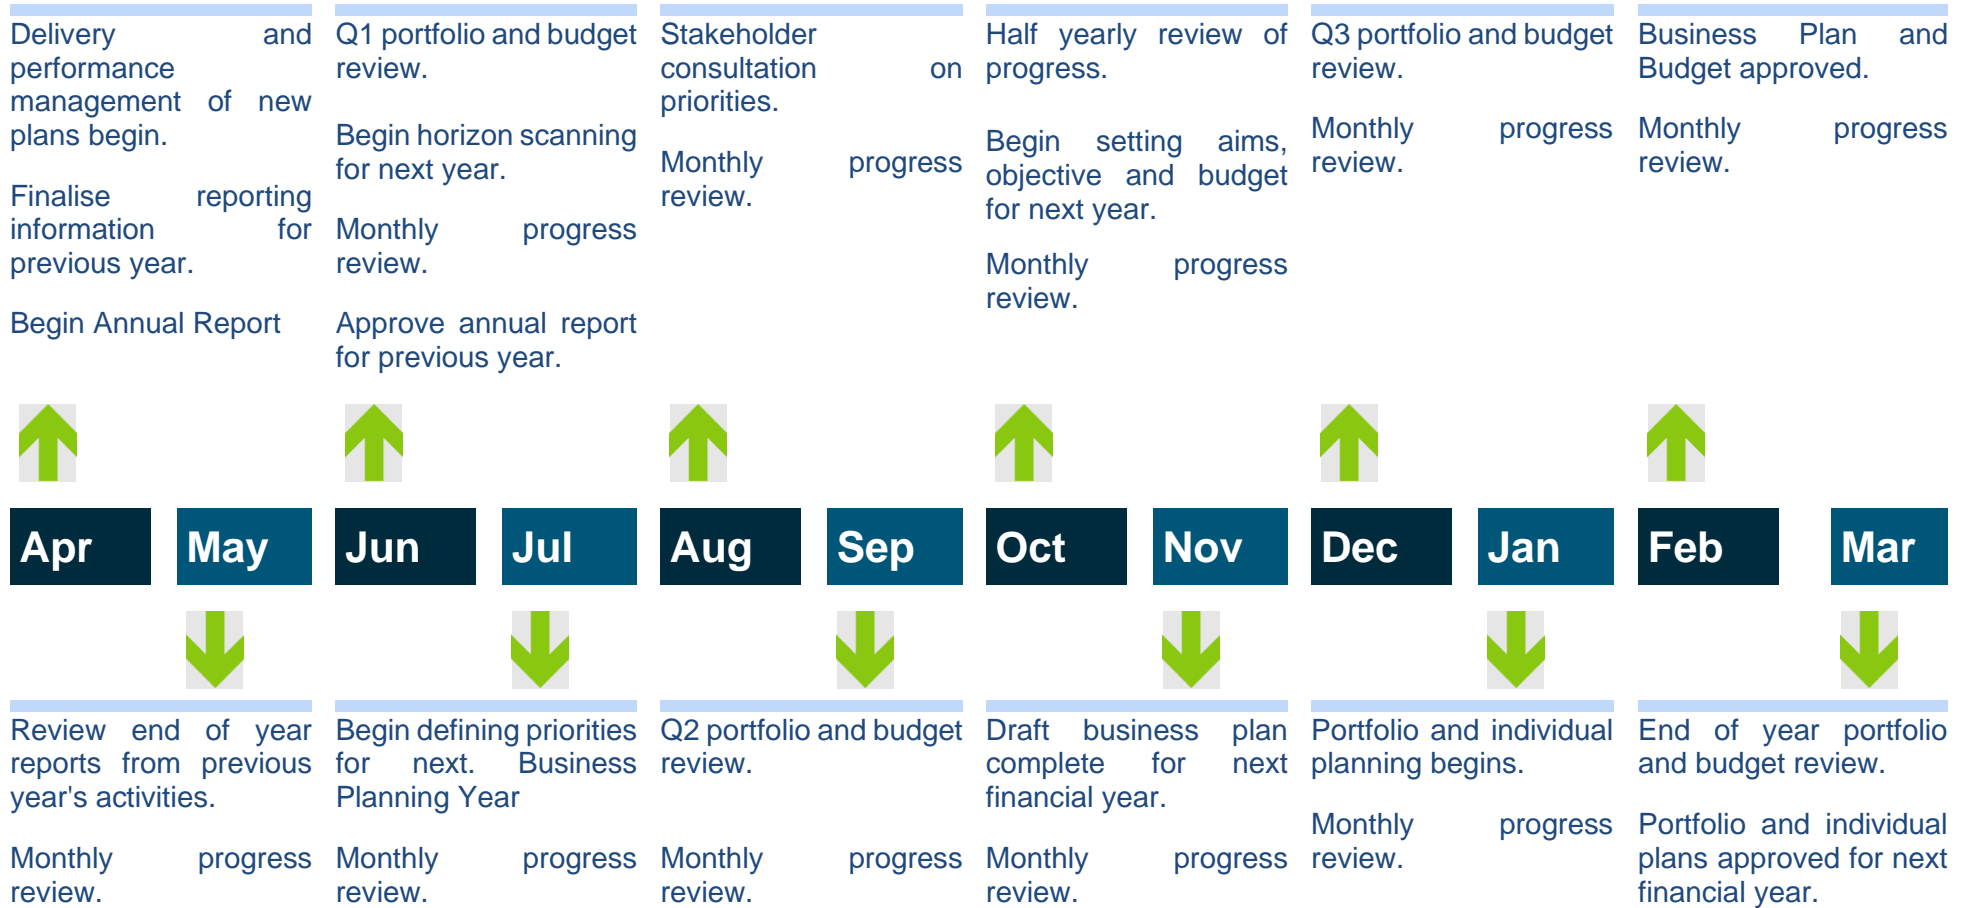 Delivery and
performance
management of new
plans begin.
Finalise reporting
information for
previous year.
Begin Annual Report
Q1 portfolio and budget
review.
Begin horizon scanning
for next year.
Monthly progress
review.
Approve annual report
for previous year.
Stakeholder
consultation on
priorities.
Monthly progress
review.
Half yearly review of
progress.
Begin setting aims,
objective and budget
for next year.
Monthly progress
review.
Q3 portfolio and budget
review.
Monthly progress
review.
Business Plan and
Budget approved.
Monthly progress
review.
Apr
May
Jun
Jul
Aug
Sep
Oct
Nov
Dec
Jan
Feb
Mar
Review end of year
reports from previous
year's activities.
Monthly progress
review.
Begin defining priorities
for next. Business
Planning Year
Monthly progress
review.
Q2 portfolio and budget
review.
Monthly progress
review.
Draft business plan
complete for next
financial year.
Monthly progress
review.
Portfolio and individual
planning begins.
Monthly progress
review.
End of year portfolio
and budget review.
Portfolio and individual
plans approved for next
financial year.